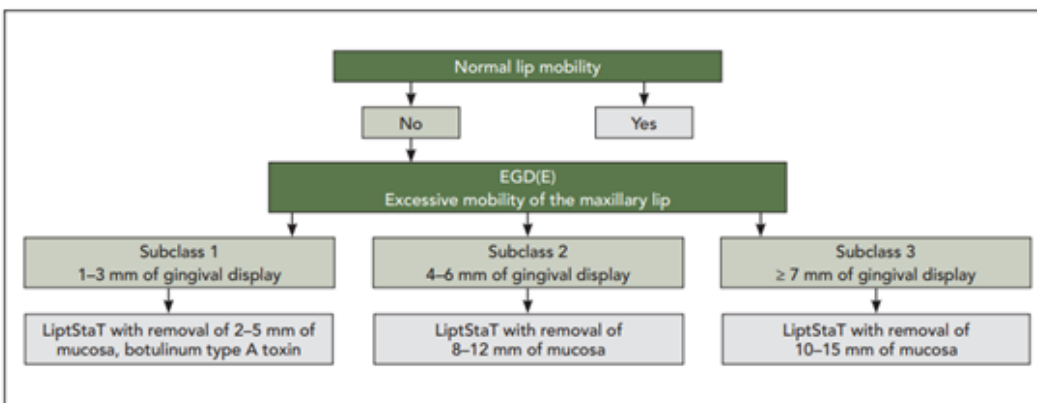 Normal lip mobility
No
Yes
EGD(E)
Excessive mobility of the maxillary lip
Subclass 1
1–3 mm of gingival display
Subclass 2
4–6 mm of gingival display
Subclass 3
≥ 7 mm of gingival display
LiptStaT with removal of 2–5 mm of
mucosa, botulinum type A toxin
LiptStaT with removal of
8–12 mm of mucosa
LiptStaT with removal of
10–15 mm of mucosa